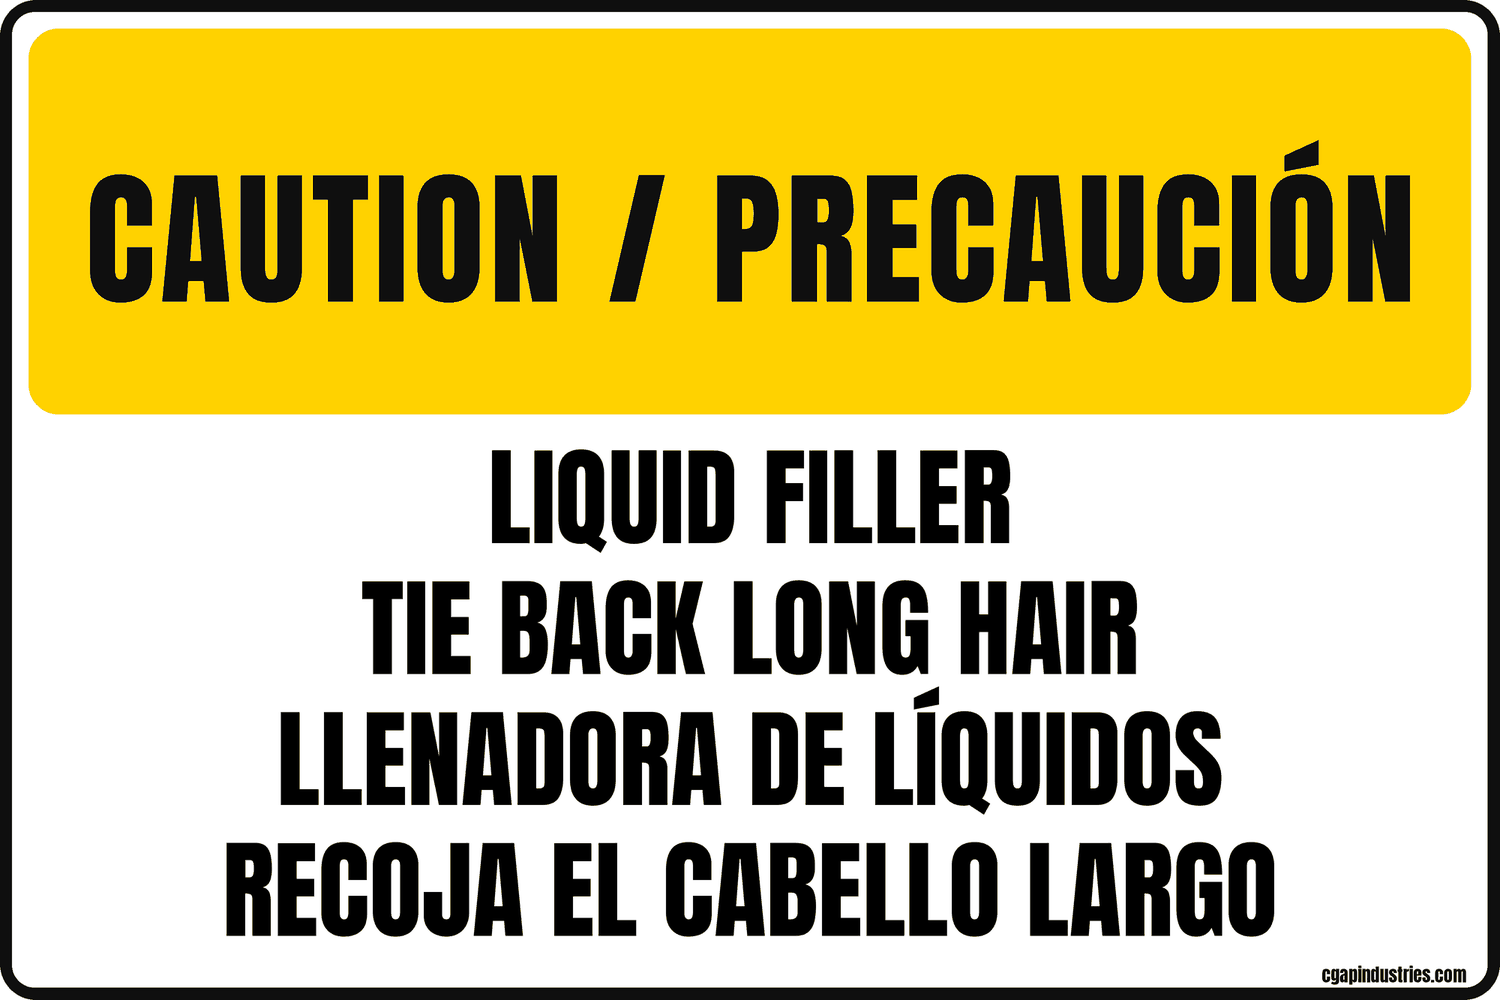 CAUTION / PRECAUCIÓN
LIQUID FILLER
TIE BACK LONG HAIR
LLENADORA DE LÍQUIDOS
RECOJA EL CABELLO LARGO
cgapindustries.com